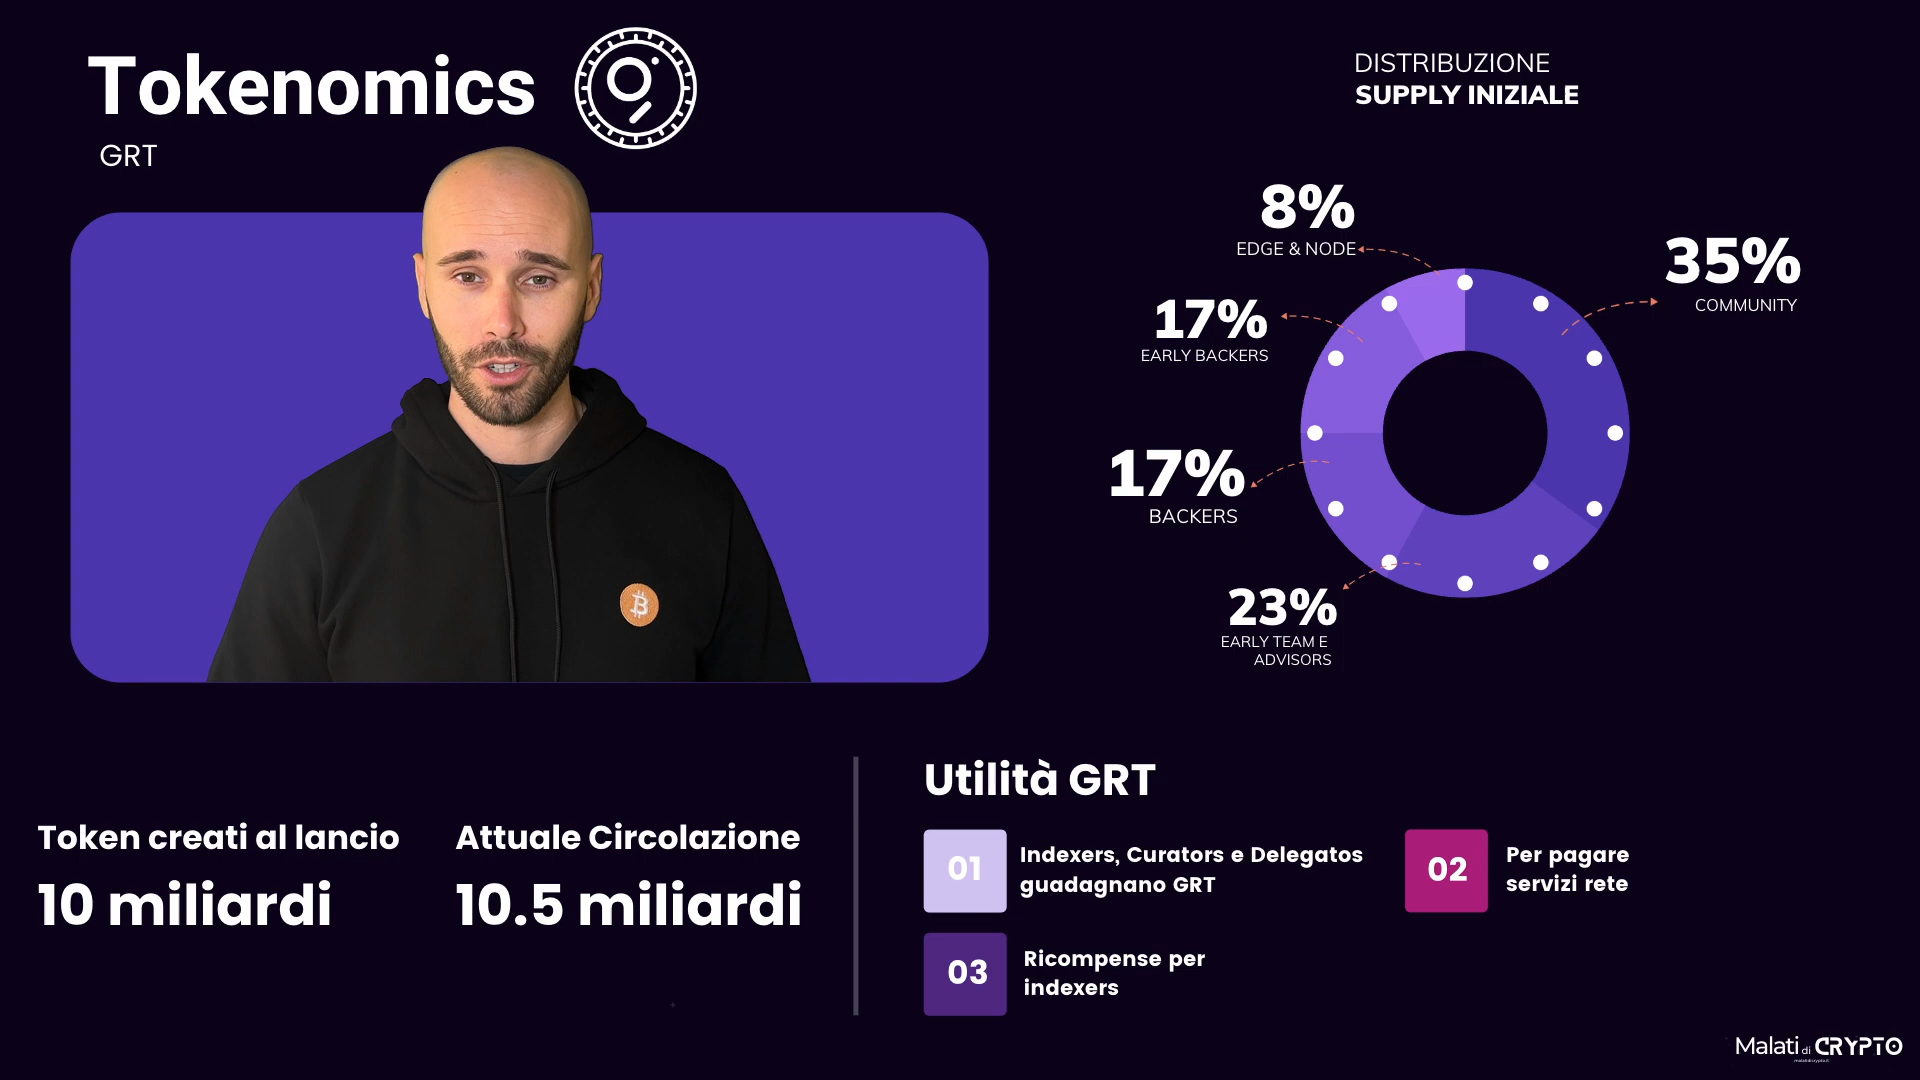 Tokenomics
GRT
DISTRIBUZIONE
SUPPLY INIZIALE
8%
EDGE & NODE
35%
COMMUNITY
17%
EARLY BACKERS
17%
BACKERS
23%
EARLY TEAM E
ADVISORS
Token creati al lancio
10 miliardi
Attuale Circolazione
10.5 miliardi
Utilità GRT
01
Indexers, Curators e Delegatos
guadagnano GRT
02
Per pagare
servizi rete
03
Ricompense per
indexers
Malati di CRYPTO